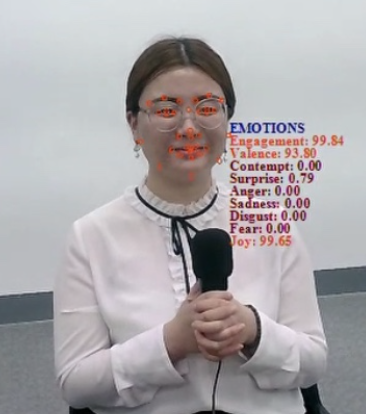 EMOTIONS
Engagement: 99.84
Valence: 93.80
Contempt: 0.00
Surprise: 0.79
Anger: 0.00
Sadness: 0.00
Disgust: 0.00
Fear: 0.00
Joy: 99.65